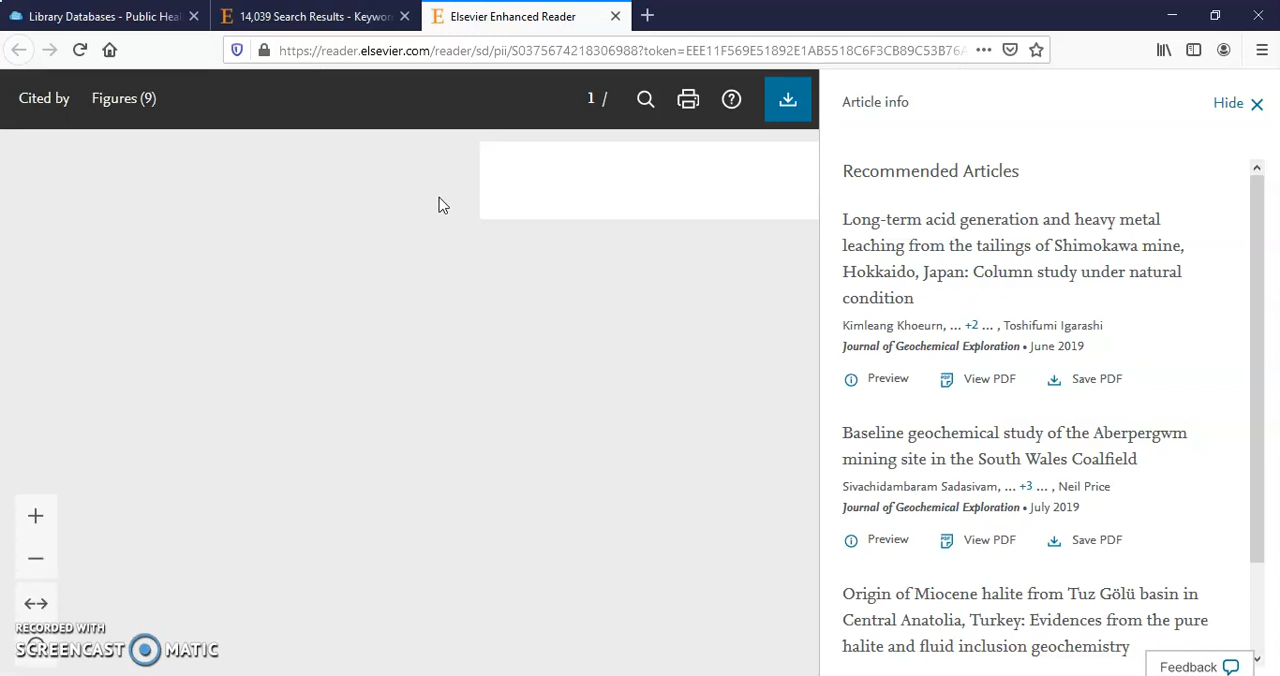 Library Databases - Public Heal
14,039 Search Results - Keywor
Elsevier Enhanced Reader
https://reader.elsevier.com/reader/sd/pii/S0375674218306988?token=EEE11F569E51892E1AB5518C6F3CB89C53B76A
Cited by
Figures (9)
1 /
Article info
Hide
Recommended Articles
Long-term acid generation and heavy metal
leaching from the tailings of Shimokawa mine,
Hokkaido, Japan: Column study under natural
condition
Kimleang Khoeurn, ... +2 ... , Toshifumi Igarashi
Journal of Geochemical Exploration • June 2019
Preview
View PDF
Save PDF
Baseline geochemical study of the Aberpergwm
mining site in the South Wales Coalfield
Sivachidambaram Sadasivam, ... +3 ... , Neil Price
Journal of Geochemical Exploration • July 2019
Preview
View PDF
Save PDF
Origin of Miocene halite from Tuz Gölü basin in
Central Anatolia, Turkey: Evidences from the pure
halite and fluid inclusion geochemistry
Feedback
RECORDED WITH
SCREENCAST MATIC